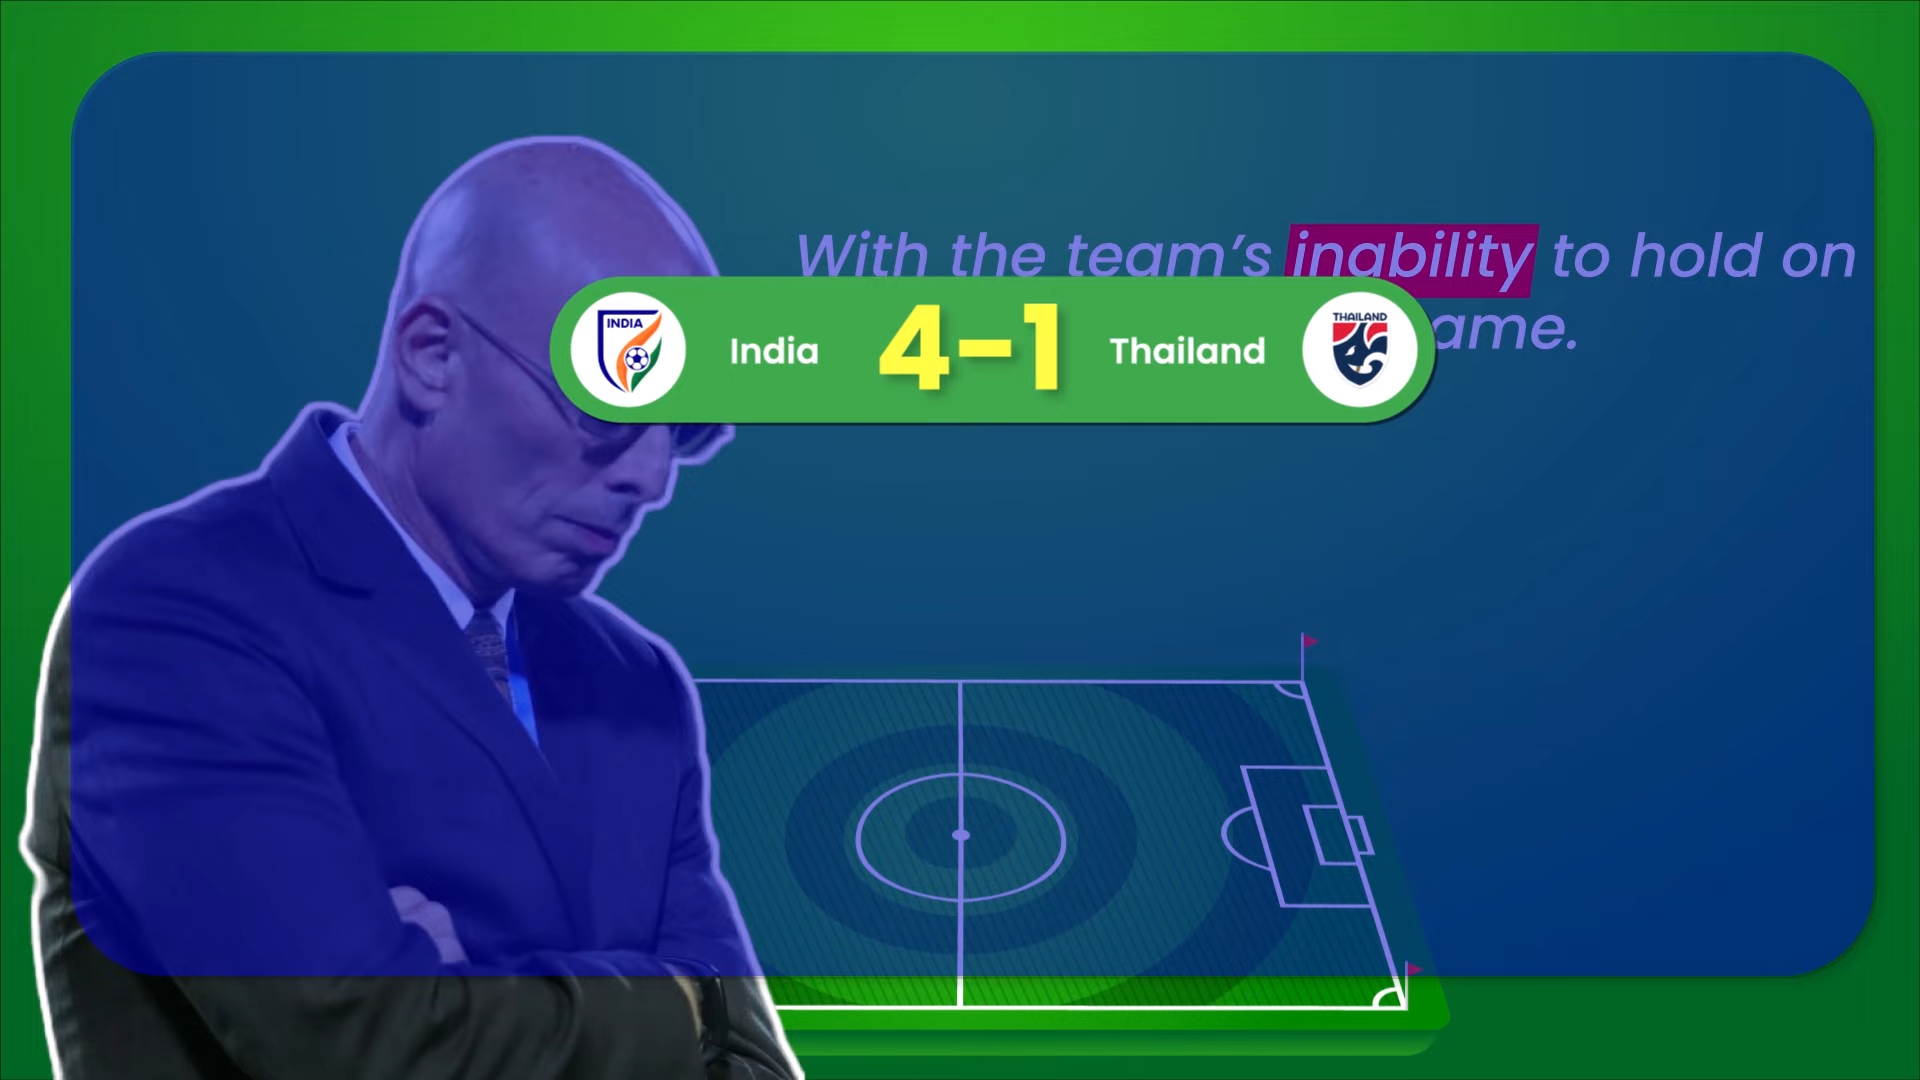 With the team's inability to hold on
ame.
INDIA
India
4-1
Thailand
THAILAND